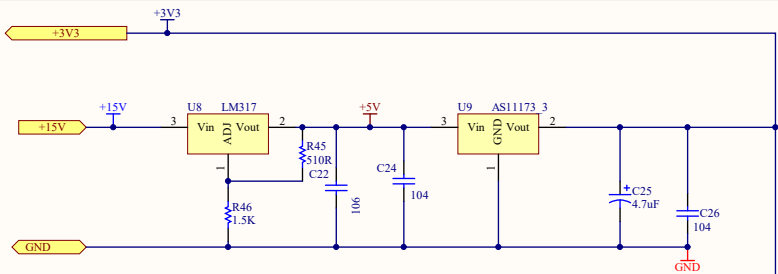 +3V3
+3V3
+15V
+15V
U8 LM317
3 Vin ADJ Vout 2
1
R45
510R
R46
1.5K
C22
106
+5V
C24
104
U9 AS11173_3
3 Vin GND Vout 2
1
C25
4.7uF
C26
104
GND
GND